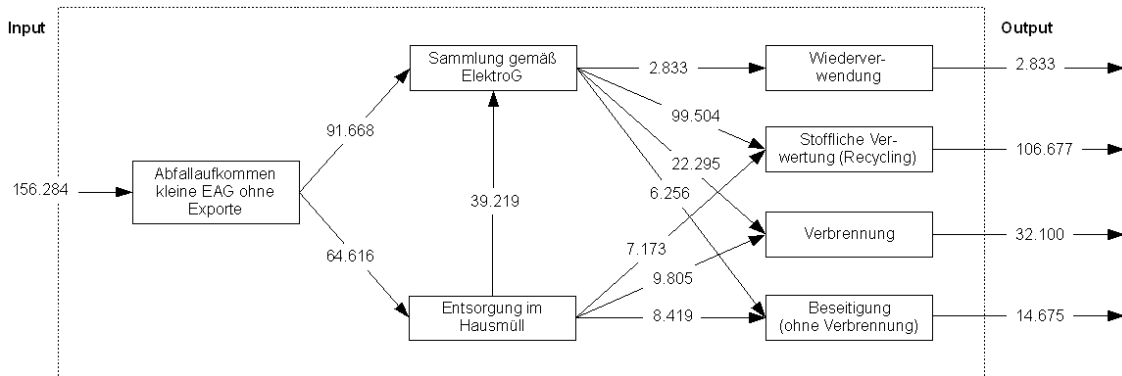 Input
Output
Sammlung gemäß
ElektroG
2.833
Wiederver-
wendung
2.833
91.668
99.504
Stoffliche Ver-
wertung (Recycling)
106.677
156.284
Abfallaufkommen
kleine EAG ohne
Exporte
39.219
22.295
6.256
64.616
7.173
Verbrennung
32.100
9.805
Entsorgung im
Hausmüll
8.419
Beseitigung
(ohne Verbrennung)
14.675